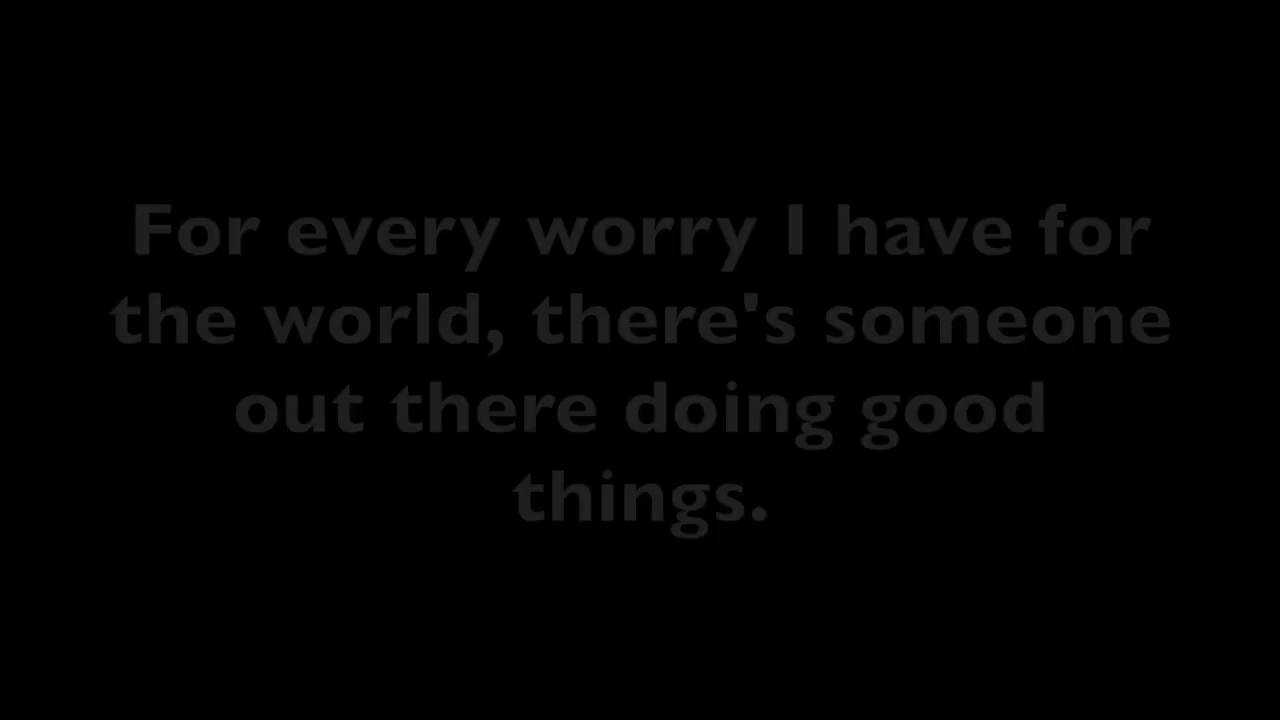 For every worry I have for
the world, there's someone
out there doing good
things.